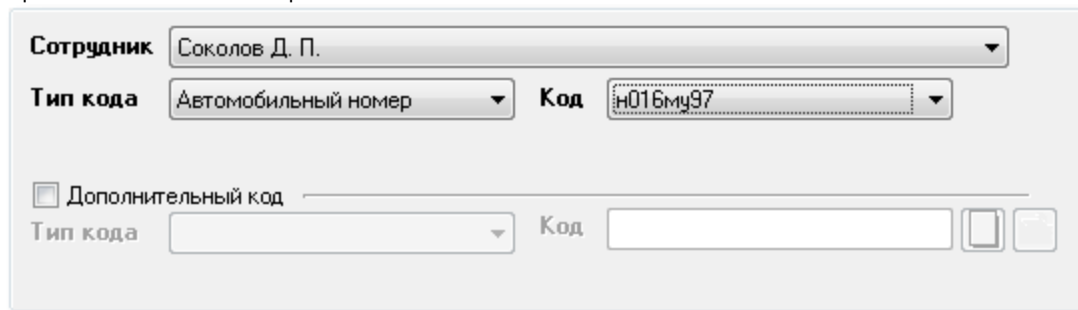 Сотрудник Соколов Д. П.
Тип кода Автомобильный номер Код н016му97
Дополнительный код
Тип кода Код